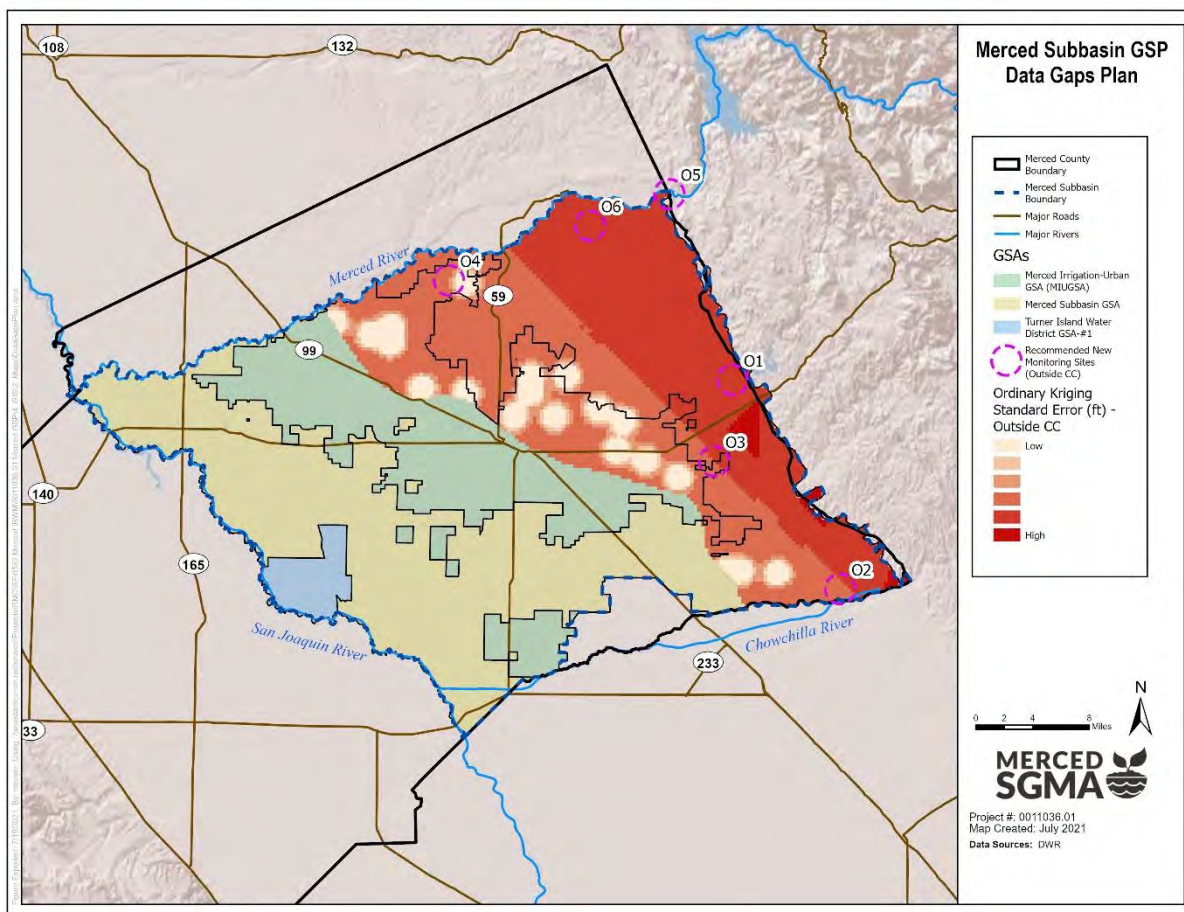 Merced Subbasin GSP
Data Gaps Plan
Merced County
Boundary
Merced Subbasin
Boundary
Major Roads
Major Rivers
GSAs
Merced Irrigation-Urban
GSA (MIUGSA)
Merced Subbasin GSA
Turner Island Water
District GSA-#1
Recommended New
Monitoring Sites
(Outside CC)
Ordinary Kriging
Standard Error (ft) -
Outside CC
Low
High
108
132
O5
O6
Merced River
O4
59
99
O1
O3
140
165
O2
San Joaquin River
Chowchilla River
233
33
N
0 2 4 8
Miles
MERCED
SGMA
Project #: 0011036.01
Map Created: July 2021
Data Sources: DWR